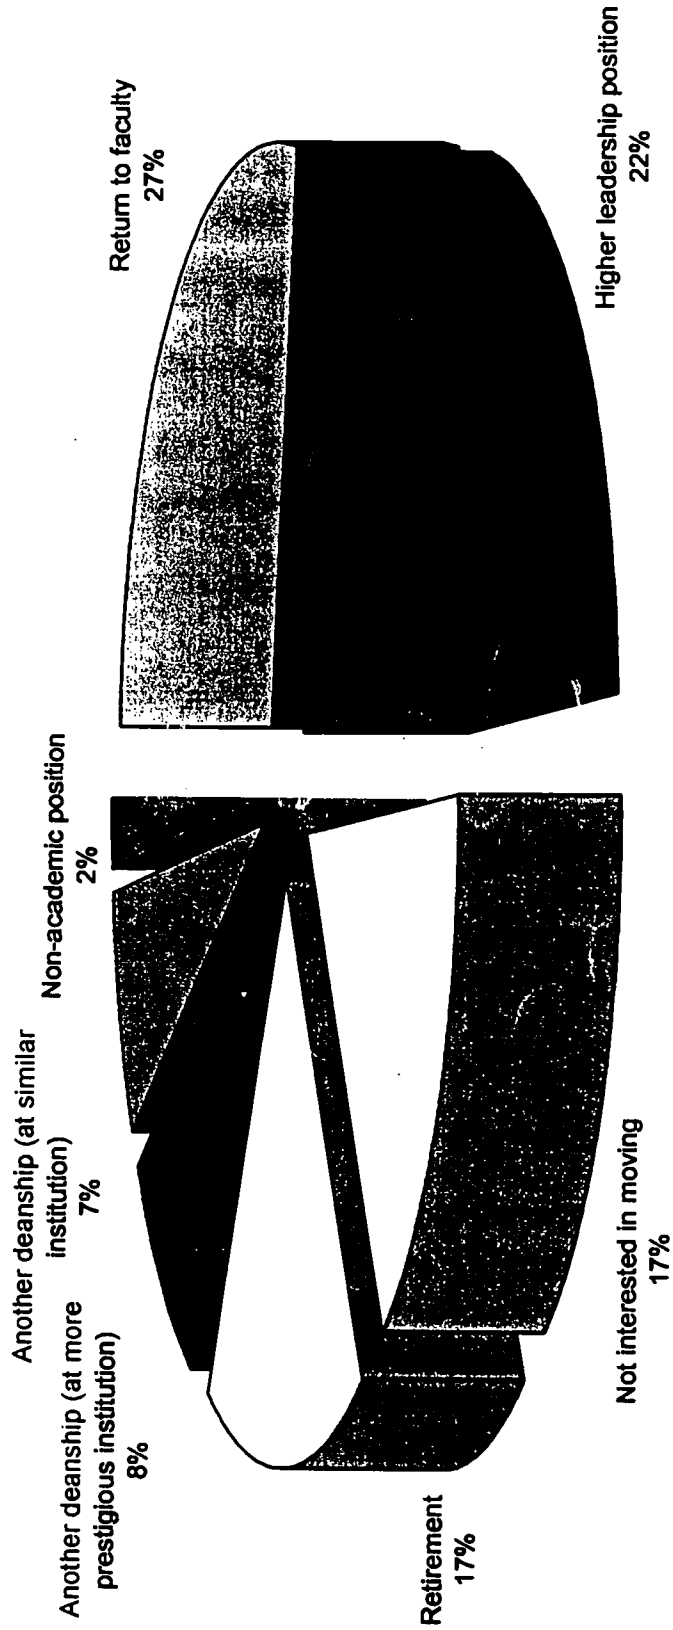 Another deanship (at similar
institution)
7%
Another deanship (at more
prestigious institution)
8%
Non-academic position
2%
Return to faculty
27%
Retirement
17%
Not interested in moving
17%
Higher leadership position
22%